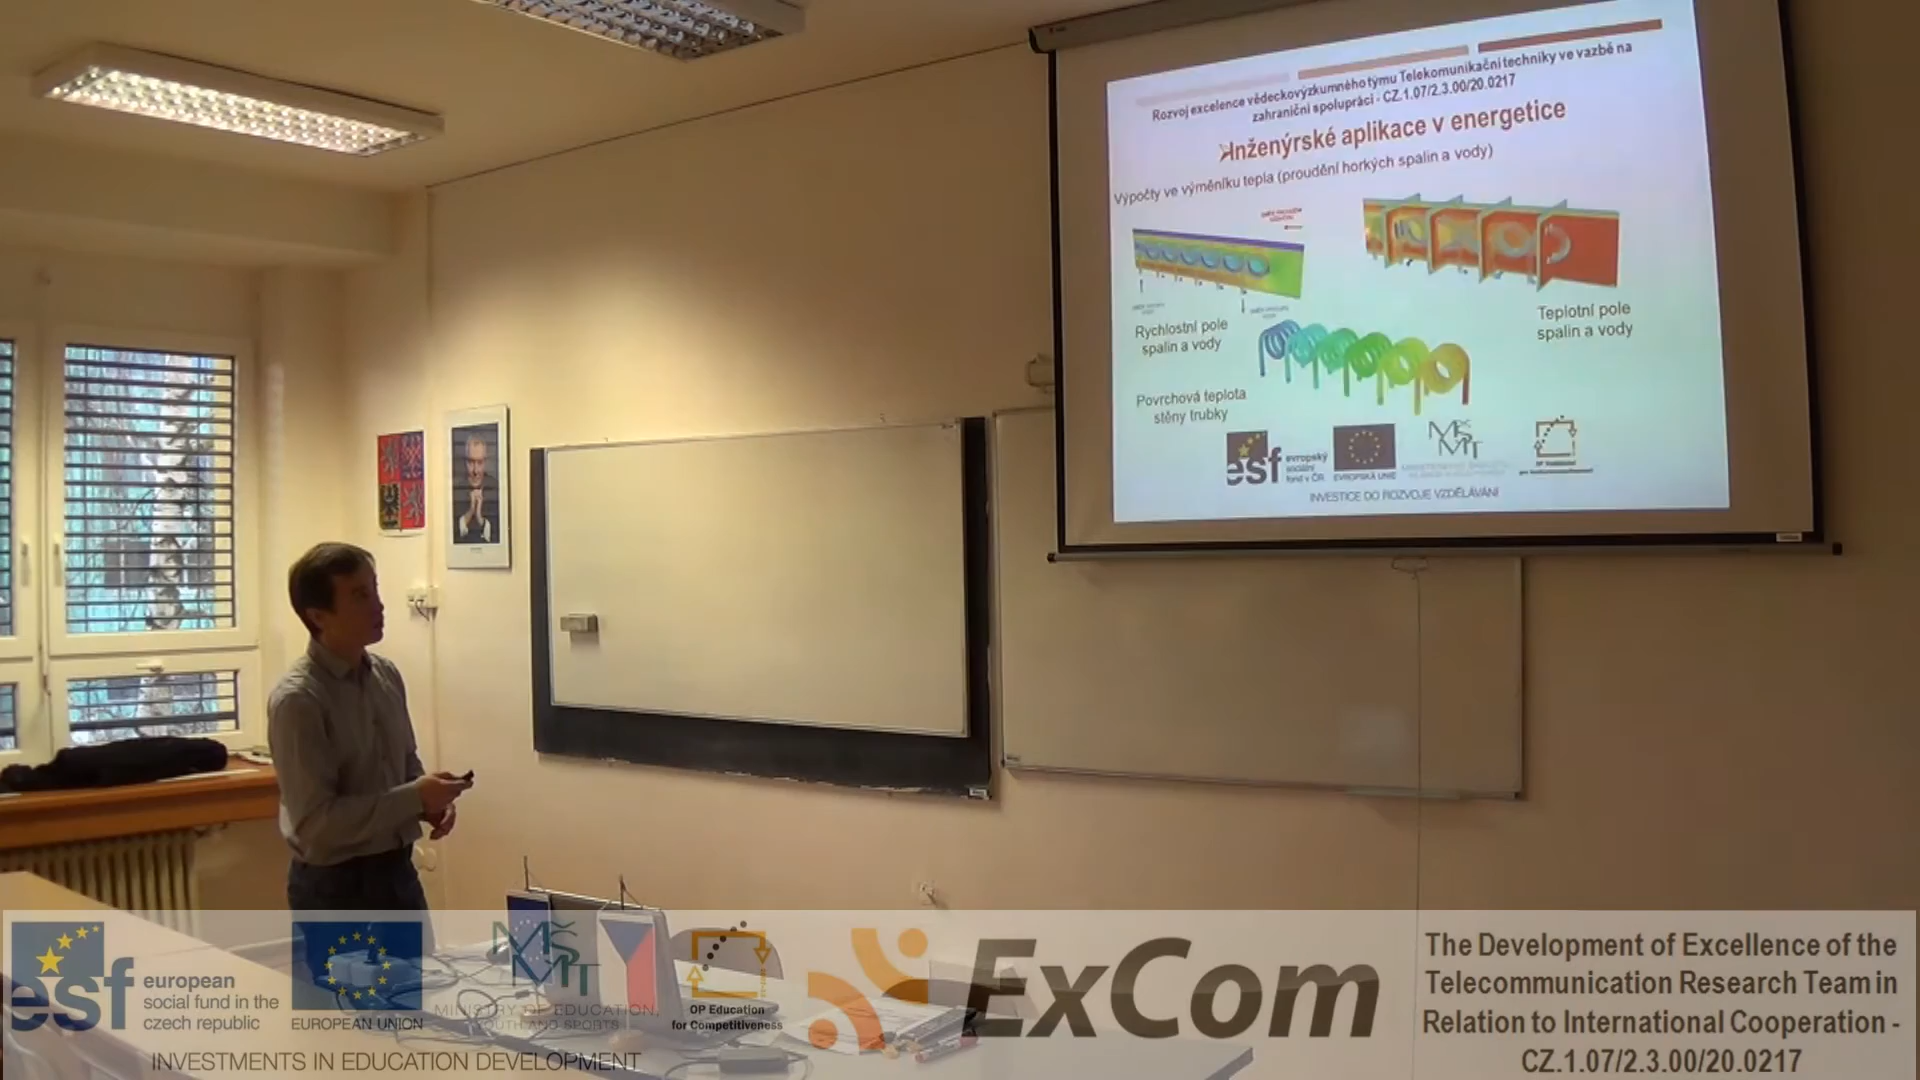 Rozvoj excelence vědeckovýzkumného týmu Telekomunikační techniky ve vazbě na
zahraniční spolupráci - CZ.1.07/2.3.00/20.0217
Inženýrské aplikace v energetice
Výpočty ve výměníku tepla (proudění horkých spalin a vody)
Rychlostní pole
spalin a vody
Teplotní pole
spalin a vody
Povrchová teplota
stěny trubky
esf
evropský
sociální
fond v ČR
EVROPSKÁ UNIE
MŠMT
INVESTICE DO ROZVOJE VZDĚLÁVÁNÍ
esf
european
social fund in the
czech republic
EUROPEAN UNION
MŠMT
MINISTRY OF EDUCATION,
YOUTH AND SPORTS
OP Education
for Competitiveness
INVESTMENTS IN EDUCATION DEVELOPMENT
ExCom
The Development of Excellence of the
Telecommunication Research Team in
Relation to International Cooperation -
CZ.1.07/2.3.00/20.0217